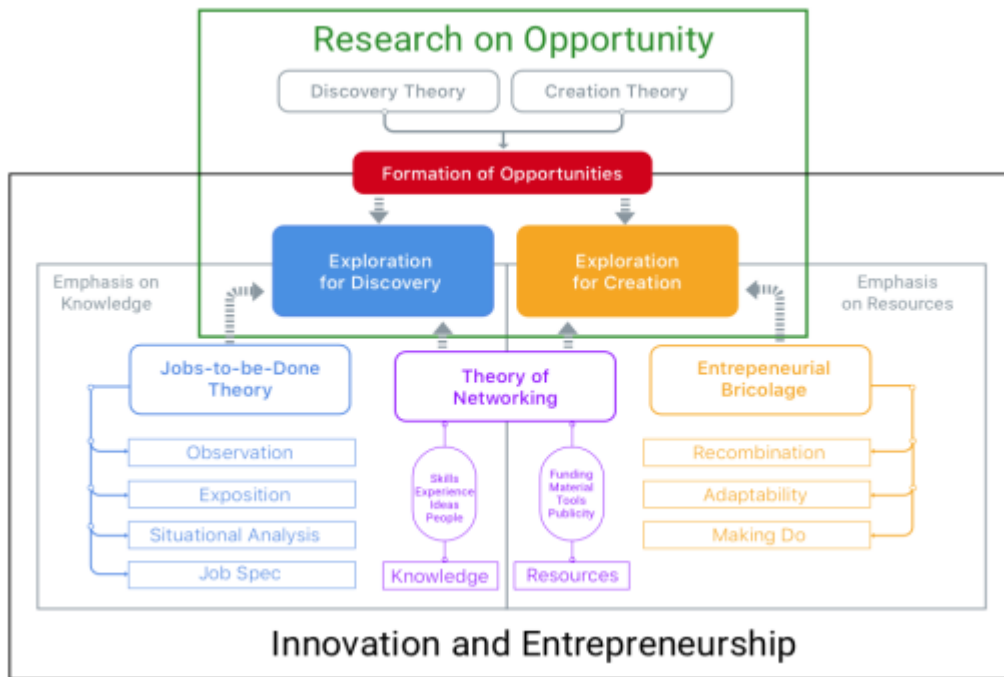 Research on Opportunity
Discovery Theory
Creation Theory
Formation of Opportunities
Exploration
for Discovery
Exploration
for Creation
Emphasis on
Knowledge
Emphasis
on Resources
Jobs-to-be-Done
Theory
Theory of
Networking
Entrepeneurial
Bricolage
Observation
Exposition
Situational Analysis
Job Spec
Skills
Experience
Ideas
People
Knowledge
Funding
Material
Tools
Publicity
Resources
Recombination
Adaptability
Making Do
Innovation and Entrepreneurship